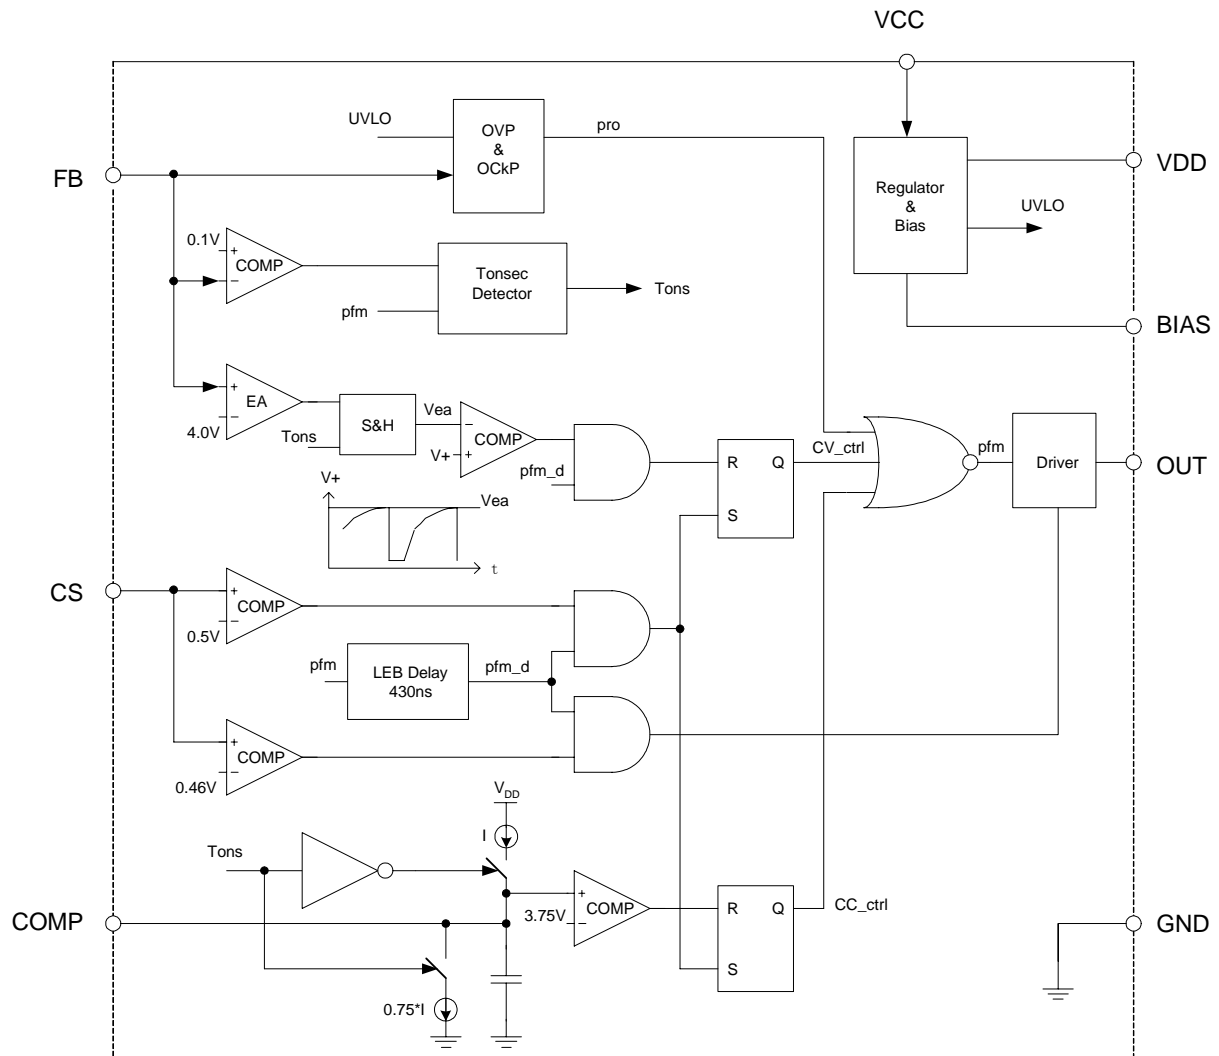 VCC
UVLO
OVP
&
OCkP
pro
FB
VDD
Regulator
&
Bias
UVLO
0.1V
+
COMP
−
Tonsec
Detector
Tons
pfm
BIAS
+
EA
−
4.0V
S&H
Tons
Vea
−
COMP
V+
+
pfm_d
R
Q
S
CV_ctrl
pfm
Driver
OUT
V+
Vea
t
CS
+
COMP
−
0.5V
pfm
LEB Delay
430ns
pfm_d
+
COMP
−
0.46V
VDD
I
Tons
COMP
+
COMP
−
3.75V
R
Q
S
CC_ctrl
GND
0.75*I